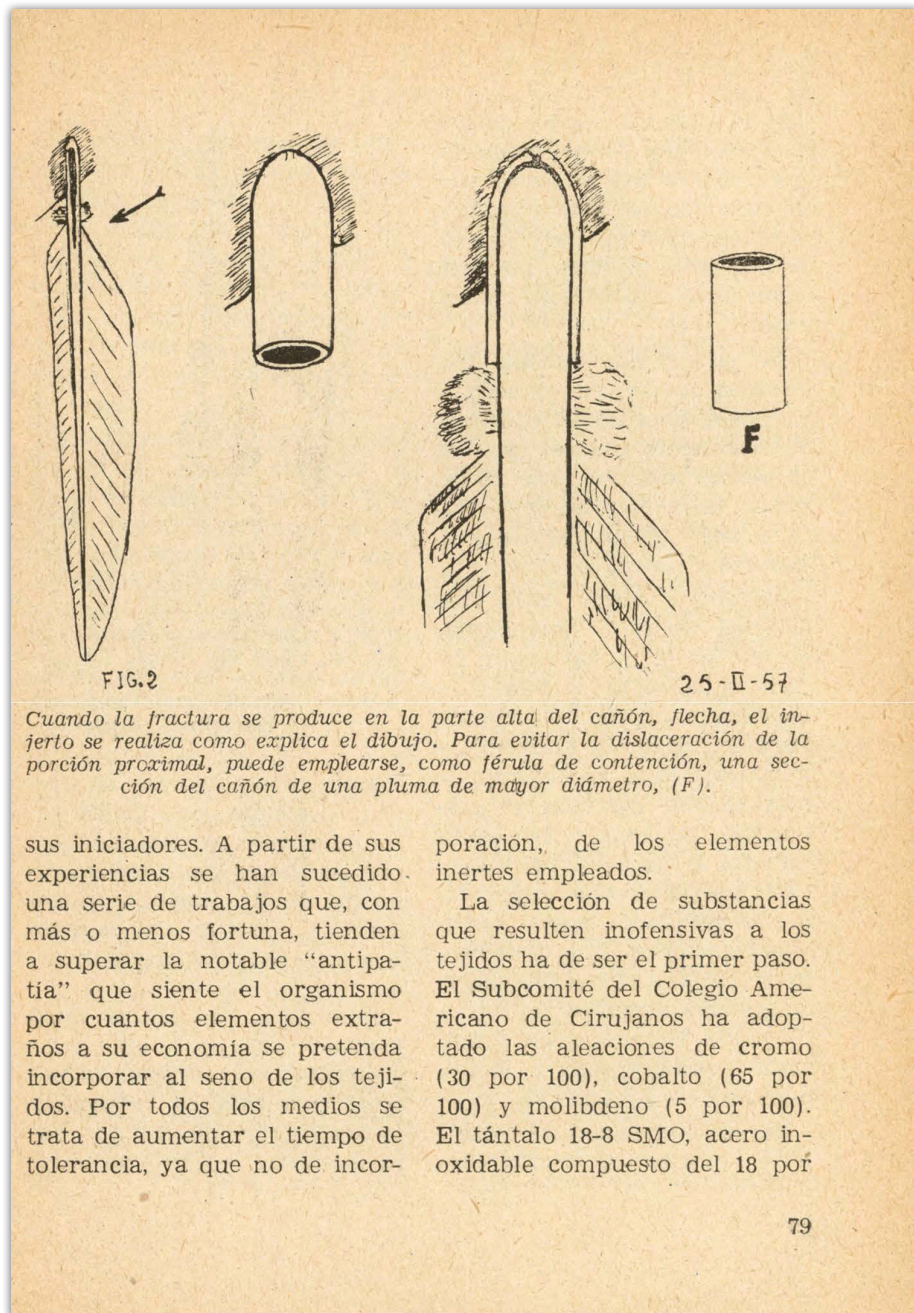 F
FIG.2
25-II-57
Cuando la fractura se produce en la parte alta del cañón, flecha, el in-
jerto se realiza como explica el dibujo. Para evitar la dislaceración de la
porción proximal, puede emplearse, como férula de contención, una sec-
ción del cañón de una pluma de mayor diámetro, (F).
sus iniciadores. A partir de sus
experiencias se han sucedido
una serie de trabajos que, con
más o menos fortuna, tienden
a superar la notable “antipa-
tía” que siente el organismo
por cuantos elementos extra-
ños a su economía se pretenda
incorporar al seno de los teji-
dos. Por todos los medios se
trata de aumentar el tiempo de
tolerancia, ya que no de incor-
poración, de los elementos
inertes empleados.
La selección de substancias
que resulten inofensivas a los
tejidos ha de ser el primer paso.
El Subcomité del Colegio Ame-
ricano de Cirujanos ha adop-
tado las aleaciones de cromo
(30 por 100), cobalto (65 por
100) y molibdeno (5 por 100).
El tántalo 18-8 SMO, acero in-
oxidable compuesto del 18 por
79